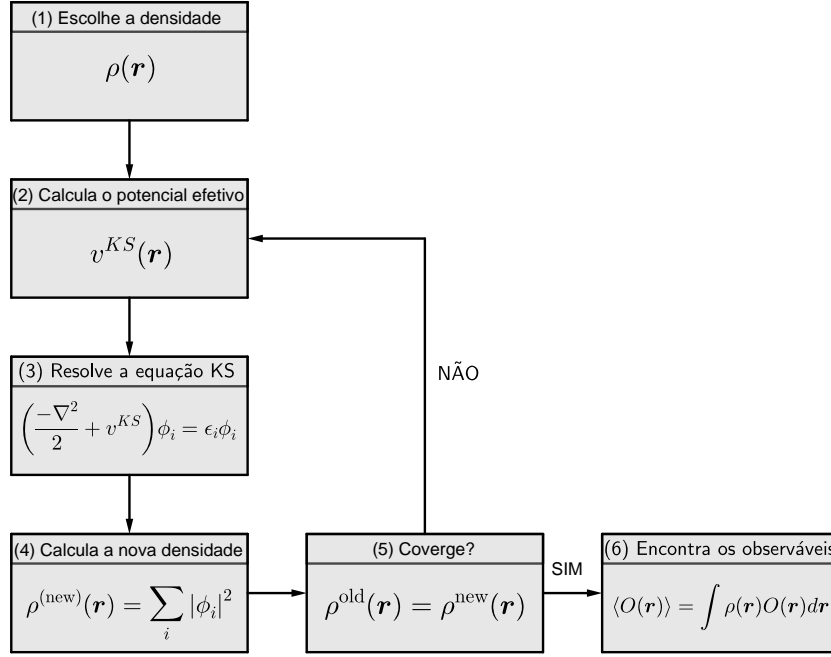 (1) Escolhe a densidade
ρ(r)
(2) Calcula o potencial efetivo
v^{KS}(r)
(3) Resolve a equação KS
(−∇²/2 + v^{KS})ϕ_i = ϵ_iϕ_i
NÃO
(4) Calcula a nova densidade
ρ^{(new)}(r) = ∑_i |ϕ_i|²
(5) Coverge?
ρ^{old}(r) = ρ^{new}(r)
SIM
(6) Encontra os observáveis
⟨O(r)⟩ = ∫ ρ(r)O(r)dr